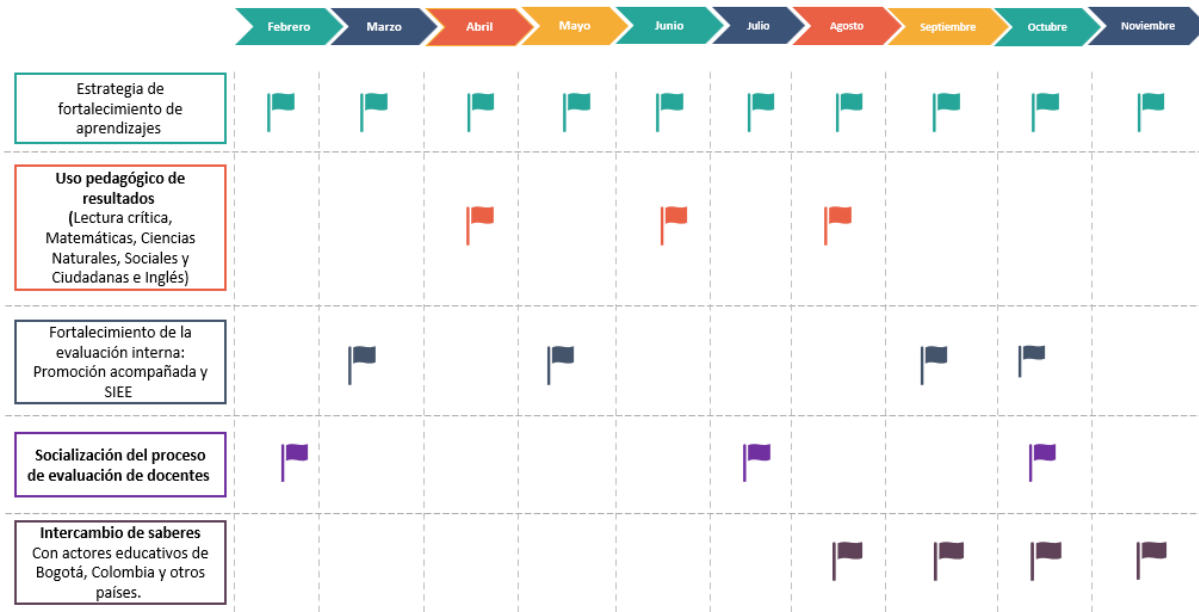 Febrero
Marzo
Abril
Mayo
Junio
Julio
Agosto
Septiembre
Octubre
Noviembre
Estrategia de
fortalecimiento de
aprendizajes
Uso pedagógico de
resultados
(Lectura crítica,
Matemáticas, Ciencias
Naturales, Sociales y
Ciudadanas e Inglés)
Fortalecimiento de la
evaluación interna:
Promoción acompañada y
SIEE
Socialización del proceso
de evaluación de docentes
Intercambio de saberes
Con actores educativos de
Bogotá, Colombia y otros
países.